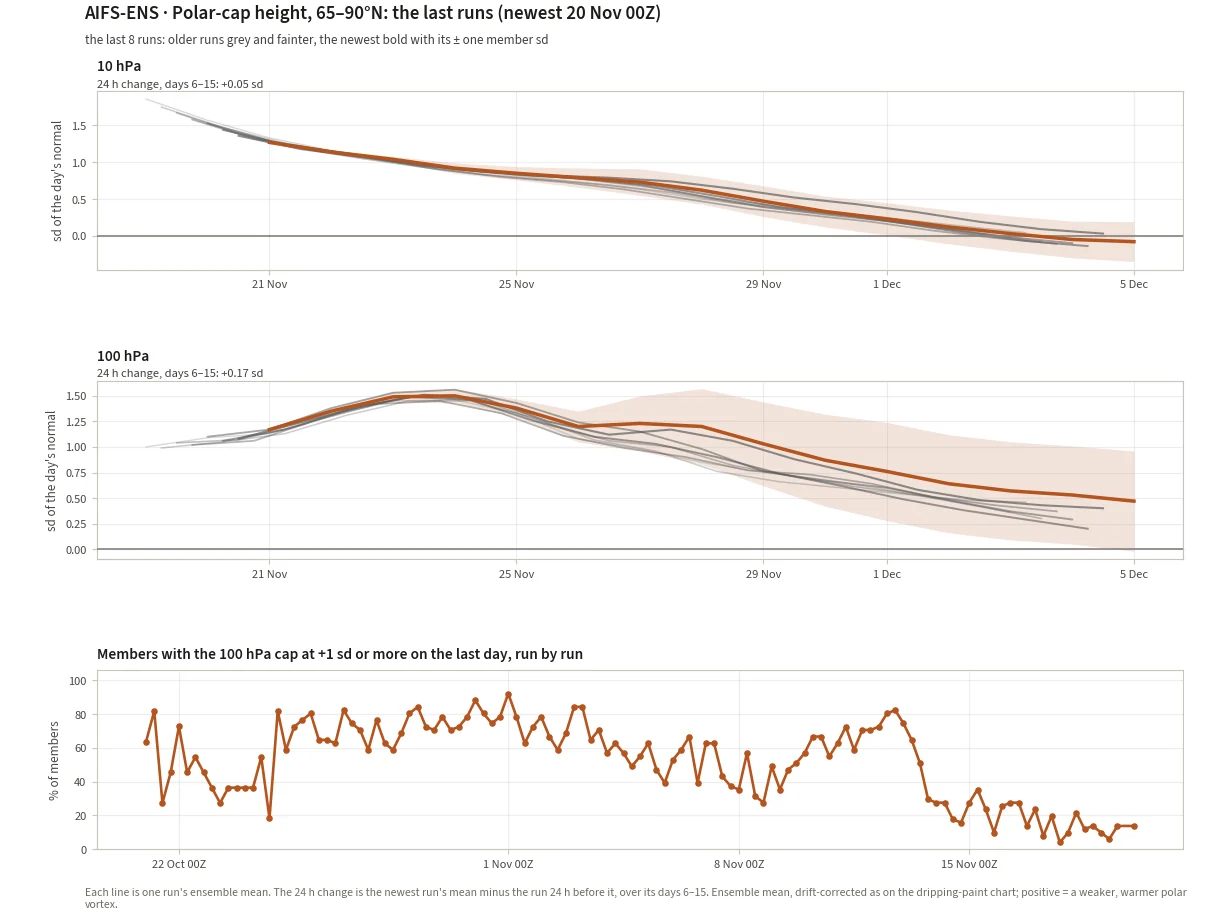 AIFS-ENS · Polar-cap height, 65–90°N: the last runs (newest 20 Nov 00Z)
the last 8 runs: older runs grey and fainter, the newest bold with its ± one member sd
10 hPa
24 h change, days 6–15: +0.05 sd
sd of the day's normal
1.5
1.0
0.5
0.0
21 Nov
25 Nov
29 Nov
1 Dec
5 Dec
100 hPa
24 h change, days 6–15: +0.17 sd
sd of the day's normal
1.50
1.25
1.00
0.75
0.50
0.25
0.00
21 Nov
25 Nov
29 Nov
1 Dec
5 Dec
Members with the 100 hPa cap at +1 sd or more on the last day, run by run
% of members
100
80
60
40
20
0
22 Oct 00Z
1 Nov 00Z
8 Nov 00Z
15 Nov 00Z
Each line is one run's ensemble mean. The 24 h change is the newest run's mean minus the run 24 h before it, over its days 6–15. Ensemble mean, drift-corrected as on the dripping-paint chart; positive = a weaker, warmer polar
vortex.